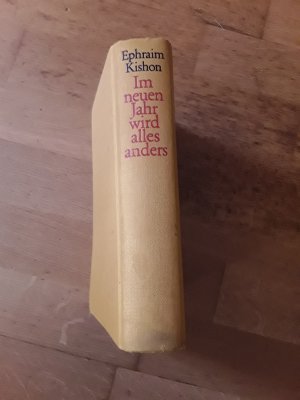 Ephraim
Kishon
Im
neuen
Jahr
wird
alles
anders